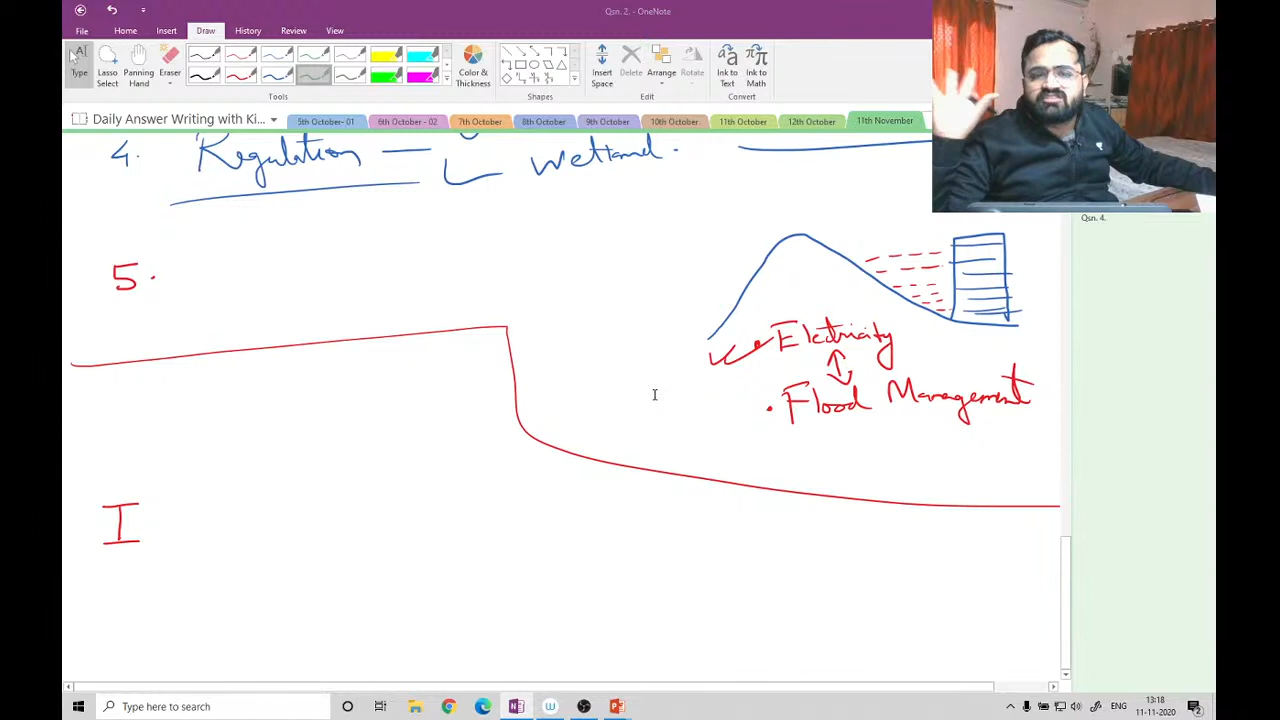 Qsn. 2. - OneNote
File Home Insert Draw History Review View
Type
Lasso Select
Panning Hand
Eraser
Color & Thickness
Insert Space
Delete
Arrange
Rotate
Ink to Text
Ink to Math
Tools
Shapes
Edit
Convert
Daily Answer Writing with Ki...
5th October- 01
6th October - 02
7th October
8th October
9th October
10th October
11th October
12th October
11th November
Qsn. 4.
4. Regulation — wetland.
5.
Electricity
Flood Management
I
Type here to search
ENG
13:18
11-11-2020
2